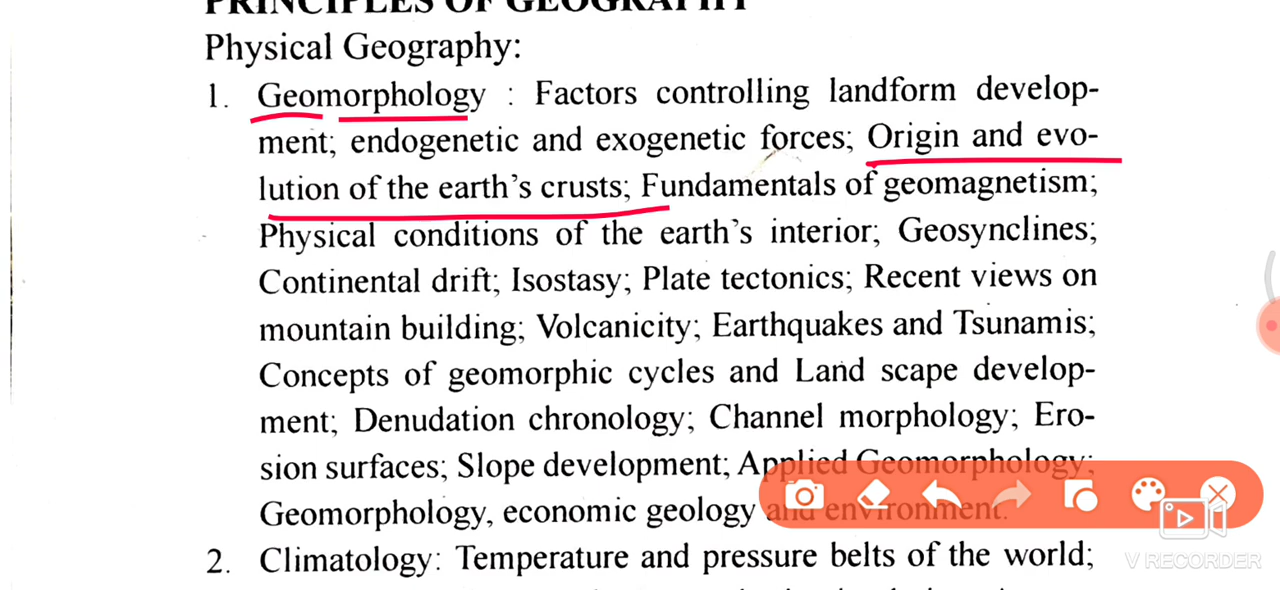 PRINCIPLES OF GEOGRAPHY
Physical Geography:
1. Geomorphology : Factors controlling landform develop-
ment; endogenetic and exogenetic forces; Origin and evo-
lution of the earth's crusts; Fundamentals of geomagnetism;
Physical conditions of the earth's interior; Geosynclines;
Continental drift; Isostasy; Plate tectonics; Recent views on
mountain building; Volcanicity; Earthquakes and Tsunamis;
Concepts of geomorphic cycles and Land scape develop-
ment; Denudation chronology; Channel morphology; Ero-
sion surfaces; Slope development; Applied Geomorphology;
Geomorphology, economic geology and environment.
2. Climatology: Temperature and pressure belts of the world;
V RECORDER